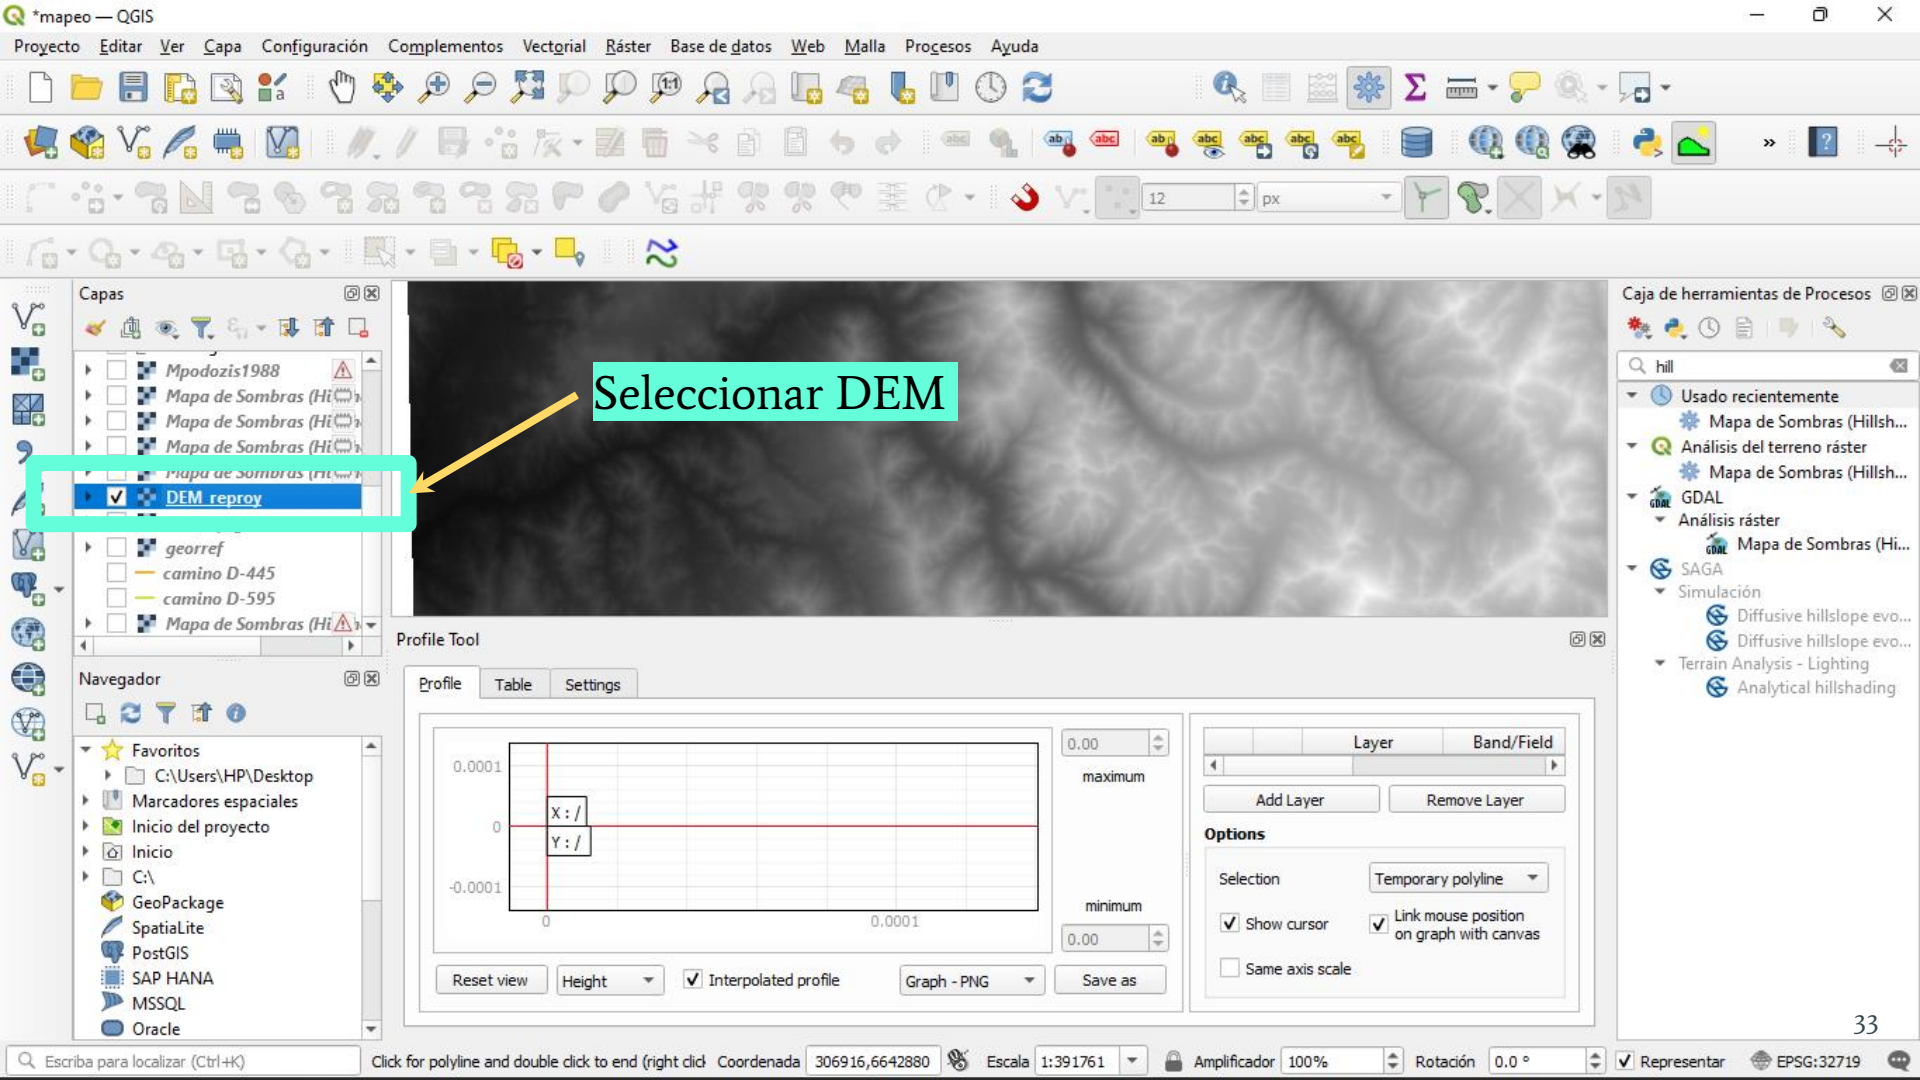 *mapeo — QGIS
Proyecto Editar Ver Capa Configuración Complementos Vectorial Ráster Base de datos Web Malla Procesos Ayuda
12
px
Capas
Mpodozis1988
Mapa de Sombras (Hi
Mapa de Sombras (Hi
Mapa de Sombras (Hi
Mapa de Sombras (Hi
DEM_reproy
georref
camino D-445
camino D-595
Mapa de Sombras (Hi
Seleccionar DEM
Caja de herramientas de Procesos
hill
Usado recientemente
Mapa de Sombras (Hillsh...
Análisis del terreno ráster
Mapa de Sombras (Hillsh...
GDAL
Análisis ráster
Mapa de Sombras (Hi...
SAGA
Simulación
Diffusive hillslope evo...
Diffusive hillslope evo...
Terrain Analysis - Lighting
Analytical hillshading
Navegador
Favoritos
C:\Users\HP\Desktop
Marcadores espaciales
Inicio del proyecto
Inicio
C:\
GeoPackage
SpatiaLite
PostGIS
SAP HANA
MSSQL
Oracle
Profile Tool
Profile Table Settings
0.0001
0
-0.0001
X : /
Y : /
0 0.0001
0.00
maximum
minimum
0.00
Reset view Height Interpolated profile Graph - PNG Save as
Layer Band/Field
Add Layer Remove Layer
Options
Selection Temporary polyline
Show cursor
Link mouse position
on graph with canvas
Same axis scale
33
Escriba para localizar (Ctrl+K) Click for polyline and double click to end (right clic Coordenada 306916,6642880 Escala 1:391761 Amplificador 100% Rotación 0.0 ° Representar EPSG:32719